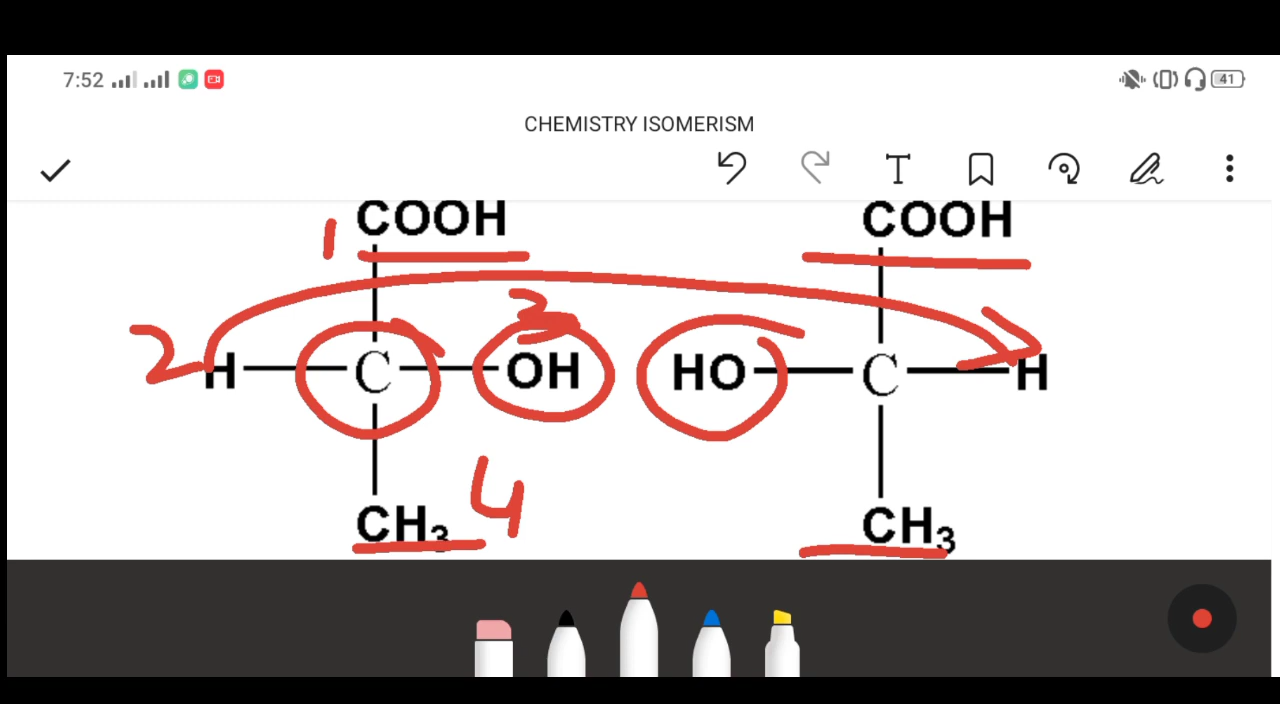 7:52 41
CHEMISTRY ISOMERISM
T
1 COOH COOH
3
2 H C OH HO C H
4
CH₃ CH₃